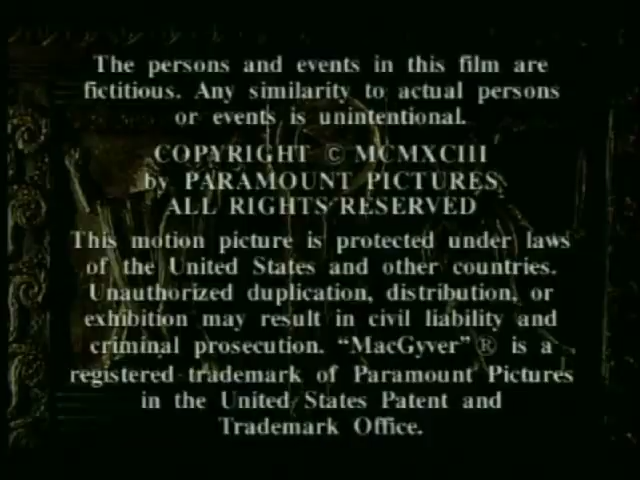 The persons and events in this film are
fictitious. Any similarity to actual persons
or events is unintentional.
COPYRIGHT © MCMXCIII
by PARAMOUNT PICTURES
ALL RIGHTS RESERVED
This motion picture is protected under laws
of the United States and other countries.
Unauthorized duplication, distribution, or
exhibition may result in civil liability and
criminal prosecution. “MacGyver”® is a
registered trademark of Paramount Pictures
in the United States Patent and
Trademark Office.